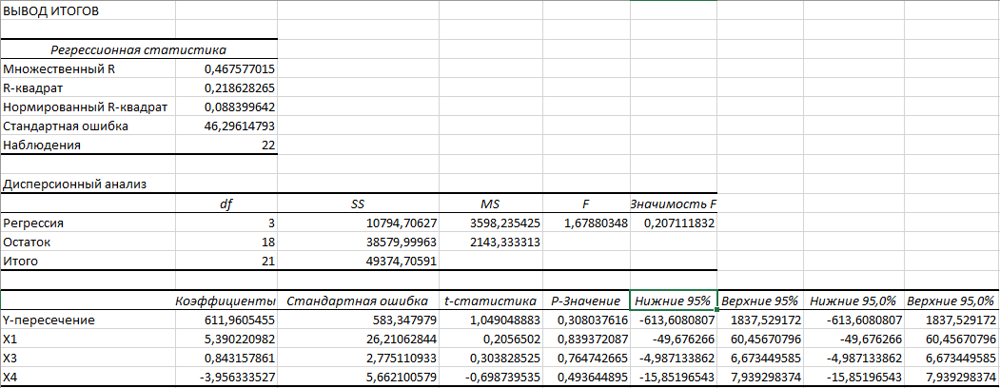 ВЫВОД ИТОГОВ
Регрессионная статистика
Множественный R 0,467577015
R-квадрат 0,218628265
Нормированный R-квадрат 0,088399642
Стандартная ошибка 46,29614793
Наблюдения 22
Дисперсионный анализ
df SS MS F Значимость F
Регрессия 3 10794,70627 3598,235425 1,67880348 0,207111832
Остаток 18 38579,99963 2143,333313
Итого 21 49374,70591
Коэффициенты Стандартная ошибка t-статистика P-Значение Нижние 95% Верхние 95% Нижние 95,0% Верхние 95,0%
Y-пересечение 611,9605455 583,347979 1,049048883 0,308037616 -613,6080807 1837,529172 -613,6080807 1837,529172
X1 5,390220982 26,21062844 0,2056502 0,839372087 -49,676266 60,45670796 -49,676266 60,45670796
X3 0,843157861 2,775110933 0,303828525 0,764742665 -4,987133862 6,673449585 -4,987133862 6,673449585
X4 -3,956333527 5,662100579 -0,698739535 0,493644895 -15,85196543 7,939298374 -15,85196543 7,939298374